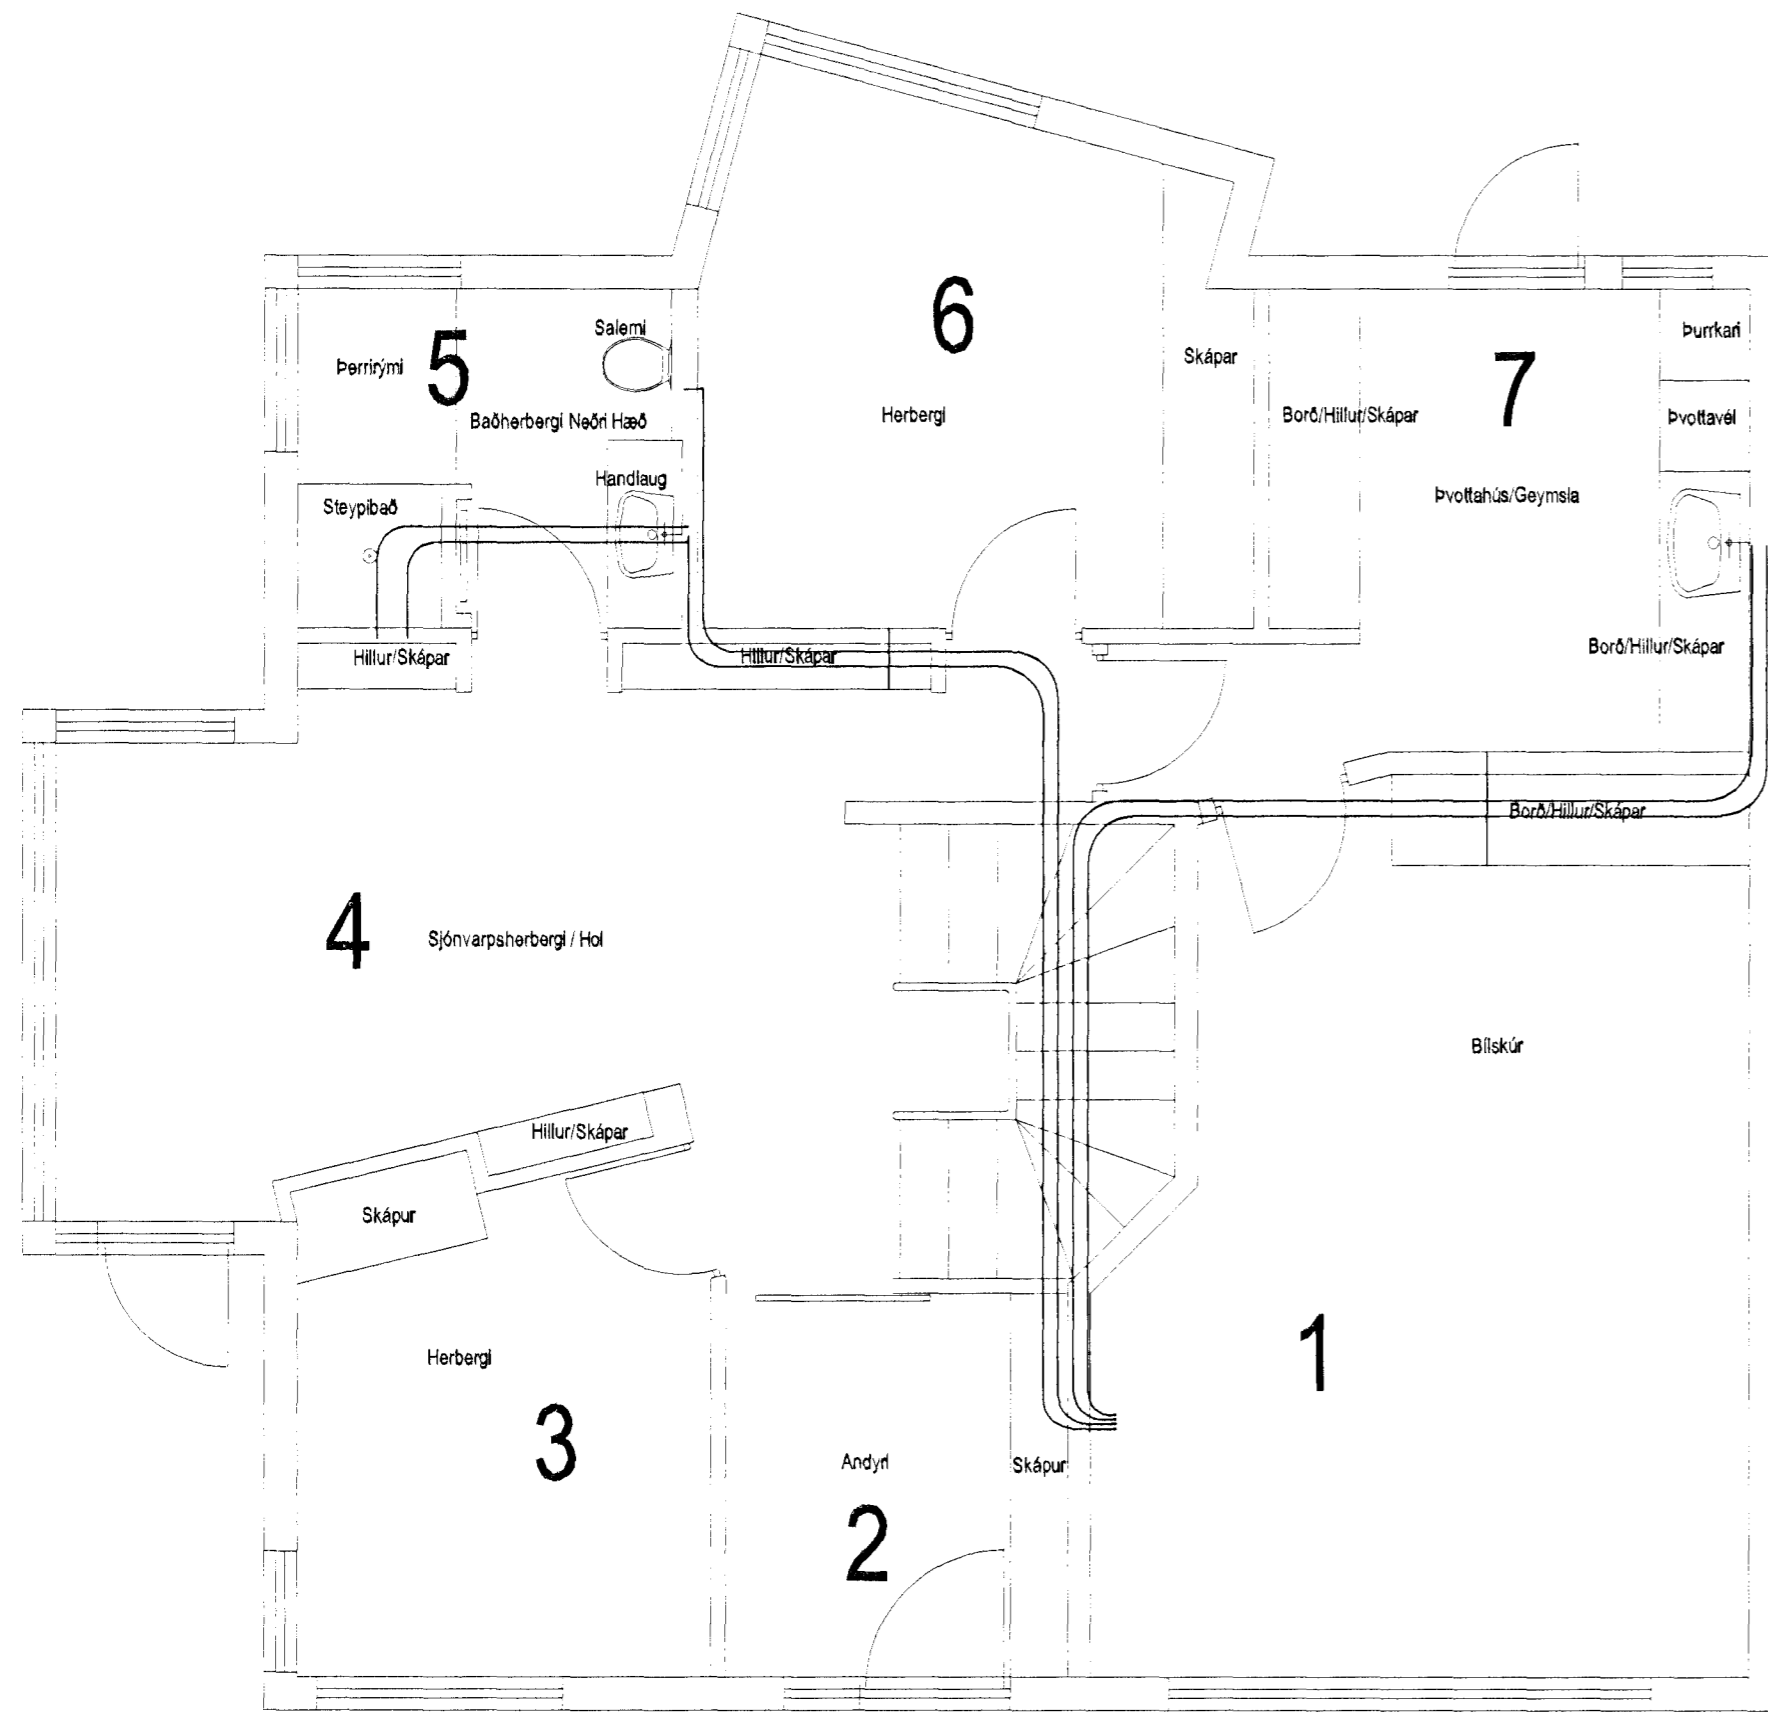 6
Salerni
5
Þerrirými
Baðherbergi Neðri Hæð
Handlaug
Steypibað
Herbergi
Skápar
Borð/Hillur/Skápar
7
Þurrkari
Þvottavél
Þvottahús/Geymsla
Borð/Hillur/Skápar
Hillur/Skápar
Hillur/Skápar
Borð/Hillur/Skápar
4
Sjónvarpsherbergi / Hol
Bílskúr
Hillur/Skápar
Skápur
Herbergi
3
1
Andyri
2
Skápur